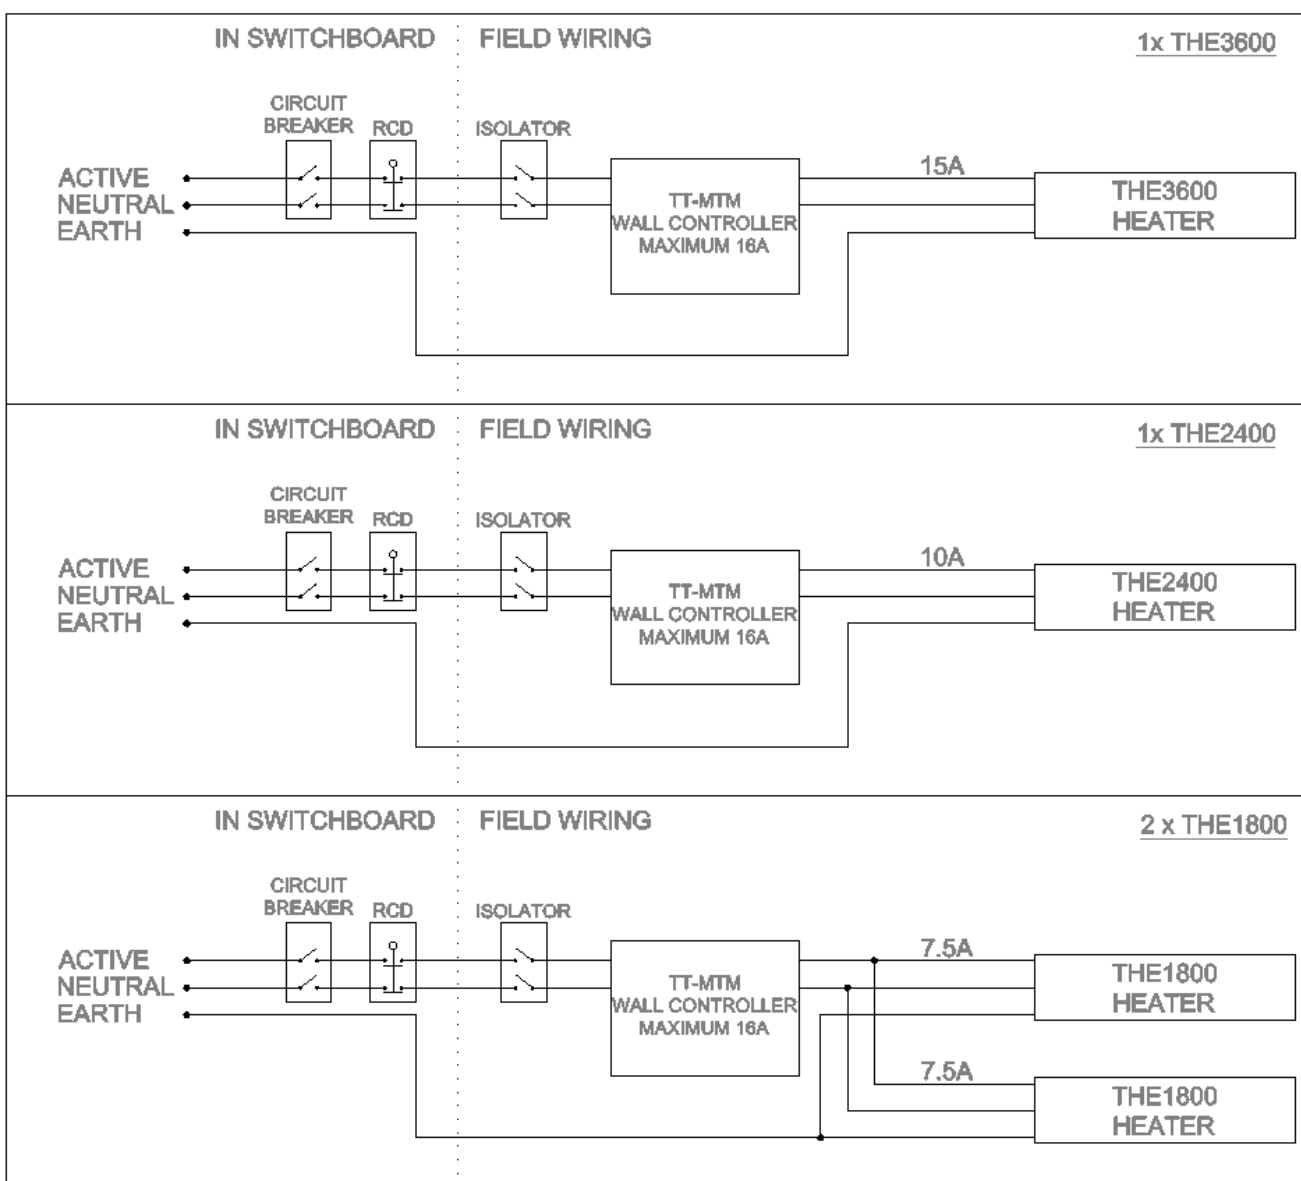 IN SWITCHBOARD FIELD WIRING 1x THE3600
CIRCUIT
BREAKER RCD ISOLATOR
ACTIVE
NEUTRAL
EARTH
TT-MTM
WALL CONTROLLER
MAXIMUM 16A
15A
THE3600
HEATER
IN SWITCHBOARD FIELD WIRING 1x THE2400
CIRCUIT
BREAKER RCD ISOLATOR
ACTIVE
NEUTRAL
EARTH
TT-MTM
WALL CONTROLLER
MAXIMUM 16A
10A
THE2400
HEATER
IN SWITCHBOARD FIELD WIRING 2 x THE1800
CIRCUIT
BREAKER RCD ISOLATOR
ACTIVE
NEUTRAL
EARTH
TT-MTM
WALL CONTROLLER
MAXIMUM 16A
7.5A
THE1800
HEATER
7.5A
THE1800
HEATER